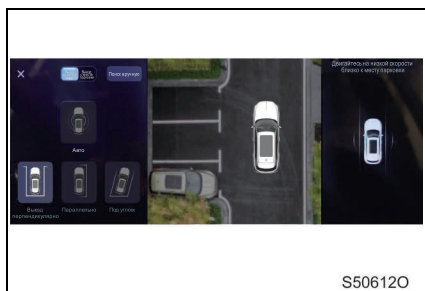 Поиск вручную
Авто
Выезд
перпендикулярно
Параллельно
Под углом
Двигайтесь на низкой скорости
близко к месту парковки
S50612O